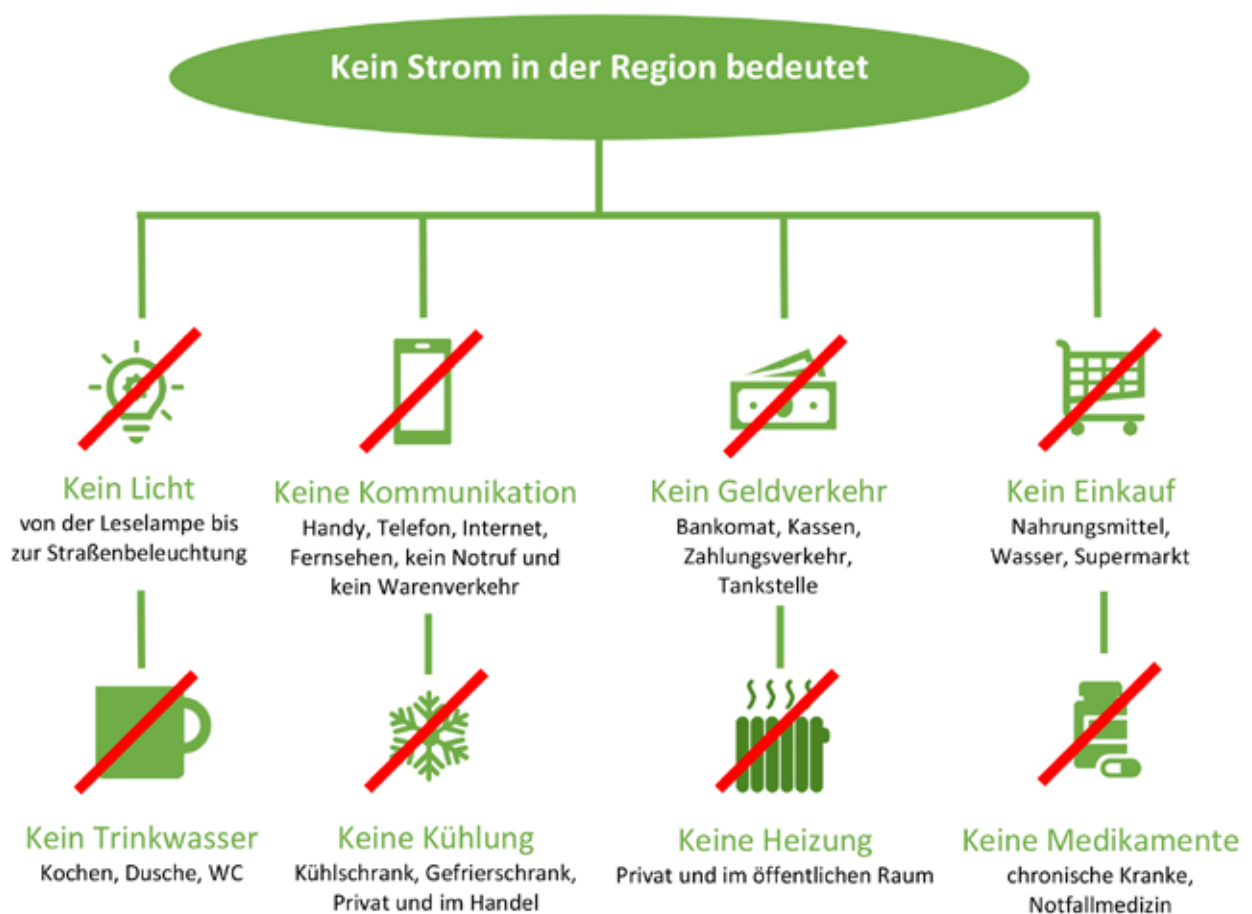 Kein Strom in der Region bedeutet
Kein Licht
von der Leselampe bis
zur Straßenbeleuchtung
Keine Kommunikation
Handy, Telefon, Internet,
Fernsehen, kein Notruf und
kein Warenverkehr
Kein Geldverkehr
Bankomat, Kassen,
Zahlungsverkehr,
Tankstelle
Kein Einkauf
Nahrungsmittel,
Wasser, Supermarkt
Kein Trinkwasser
Kochen, Dusche, WC
Keine Kühlung
Kühlschrank, Gefrierschrank,
Privat und im Handel
Keine Heizung
Privat und im öffentlichen Raum
Keine Medikamente
chronische Kranke,
Notfallmedizin